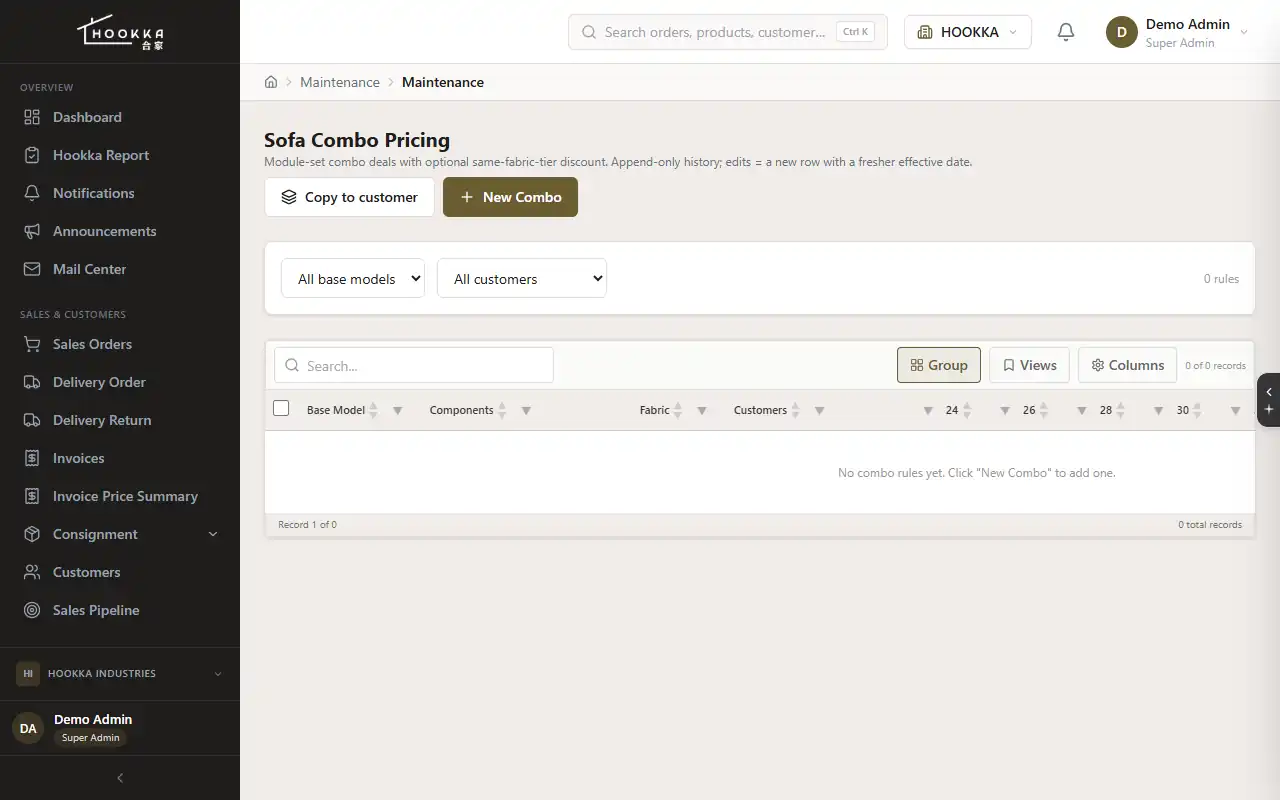 HOOKKA
合家
OVERVIEW
Dashboard
Hookka Report
Notifications
Announcements
Mail Center
SALES & CUSTOMERS
Sales Orders
Delivery Order
Delivery Return
Invoices
Invoice Price Summary
Consignment
Customers
Sales Pipeline
HI HOOKKA INDUSTRIES
DA Demo Admin
Super Admin
Search orders, products, customer... Ctrl K
HOOKKA
D Demo Admin
Super Admin
Maintenance Maintenance
Sofa Combo Pricing
Module-set combo deals with optional same-fabric-tier discount. Append-only history; edits = a new row with a fresher effective date.
Copy to customer
New Combo
All base models All customers 0 rules
Search... Group Views Columns 0 of 0 records
Base Model Components Fabric Customers 24 26 28 30
No combo rules yet. Click "New Combo" to add one.
Record 1 of 0 0 total records